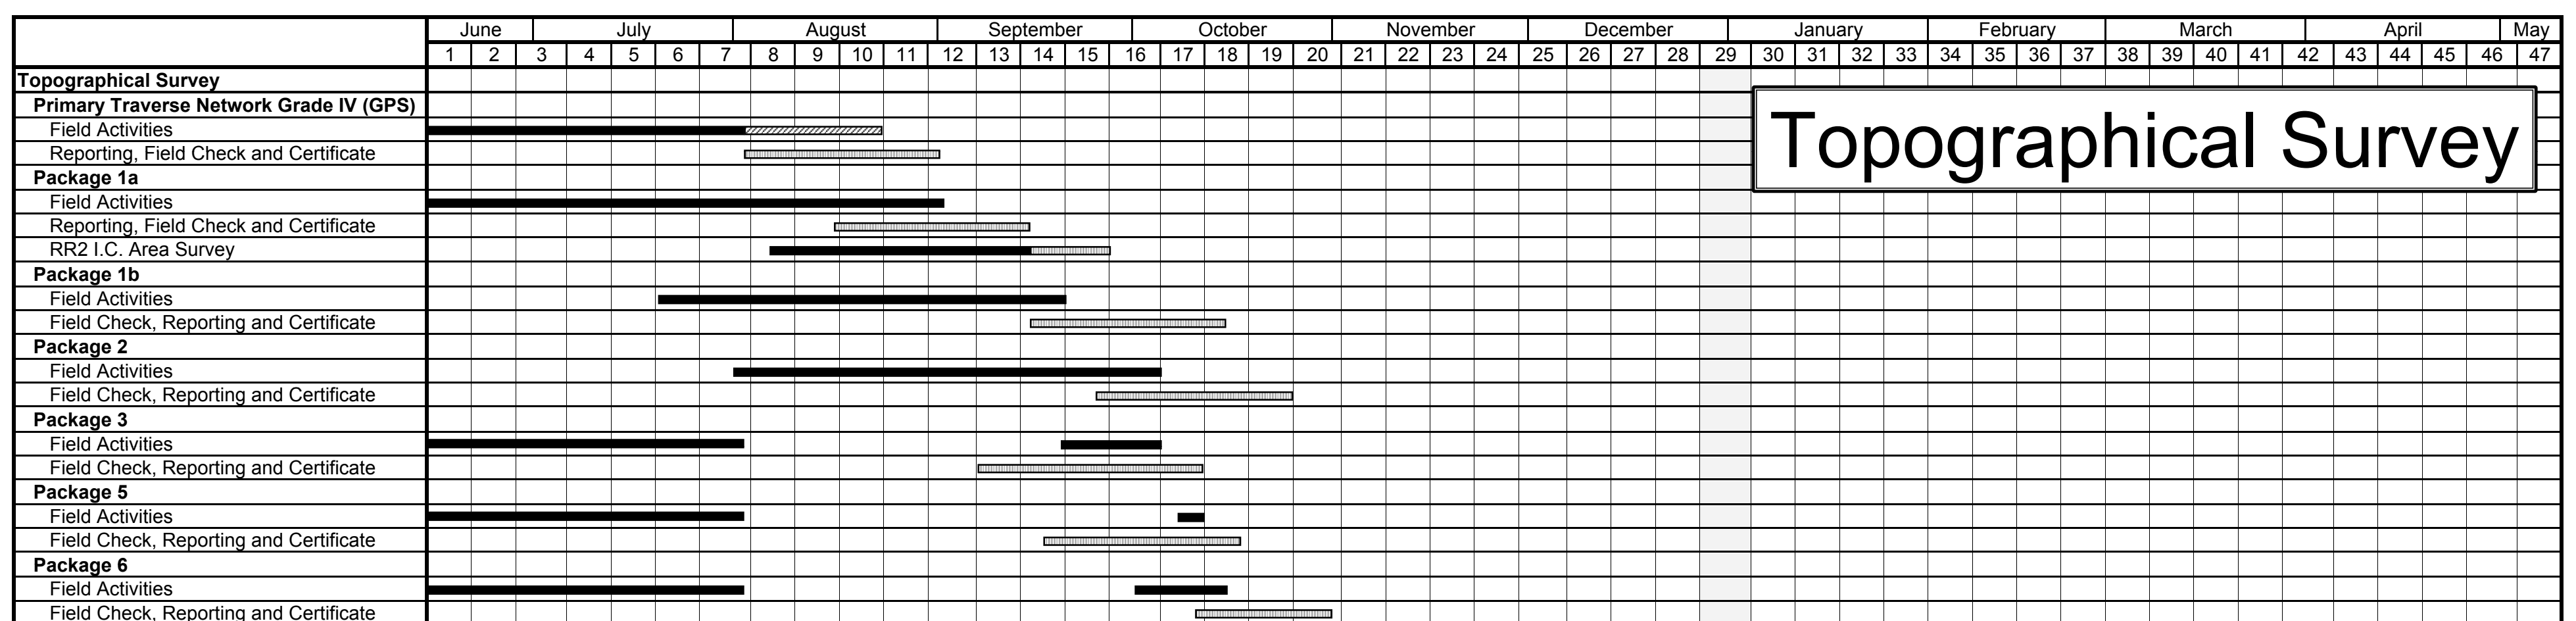 June July August September October November December January February March April May
1 2 3 4 5 6 7 8 9 10 11 12 13 14 15 16 17 18 19 20 21 22 23 24 25 26 27 28 29 30 31 32 33 34 35 36 37 38 39 40 41 42 43 44 45 46 47
Topographical Survey
Primary Traverse Network Grade IV (GPS)
Topographical Survey
Field Activities
Reporting, Field Check and Certificate
Package 1a
Field Activities
Reporting, Field Check and Certificate
RR2 I.C. Area Survey
Package 1b
Field Activities
Field Check, Reporting and Certificate
Package 2
Field Activities
Field Check, Reporting and Certificate
Package 3
Field Activities
Field Check, Reporting and Certificate
Package 5
Field Activities
Field Check, Reporting and Certificate
Package 6
Field Activities
Field Check, Reporting and Certificate